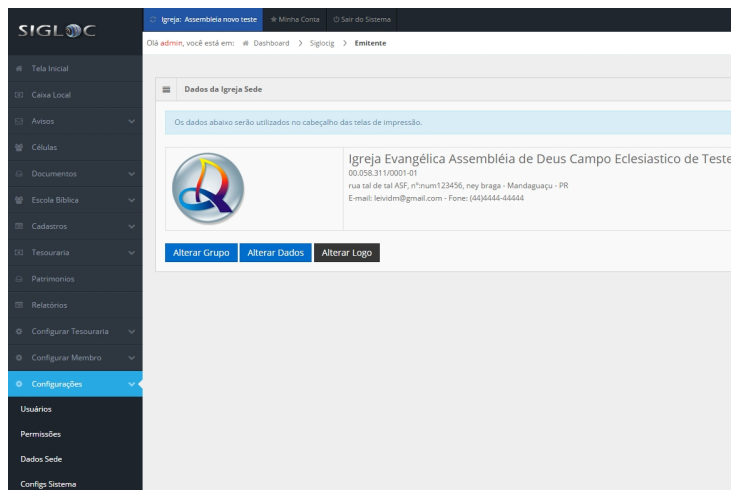 SIGLOC
Igreja: Assembleia novo teste
Minha Conta
Sair do Sistema
Olá admin, você está em: Dashboard > Siglocig > Emitente
Tela Inicial
Caixa Local
Avisos
Células
Documentos
Escola Bíblica
Cadastros
Tesouraria
Patrimonios
Relatórios
Configurar Tesouraria
Configurar Membro
Configurações
Usuários
Permissões
Dados Sede
Configs Sistema
Dados da Igreja Sede
Os dados abaixo serão utilizados no cabeçalho das telas de impressão.
Igreja Evangélica Assembléia de Deus Campo Eclesiastico de Teste
00.058.311/0001-01
rua tal de tal ASF, nº:num123456, ney braga - Mandaguaçu - PR
E-mail: leividm@gmail.com - Fone: (44)4444-44444
Alterar Grupo
Alterar Dados
Alterar Logo